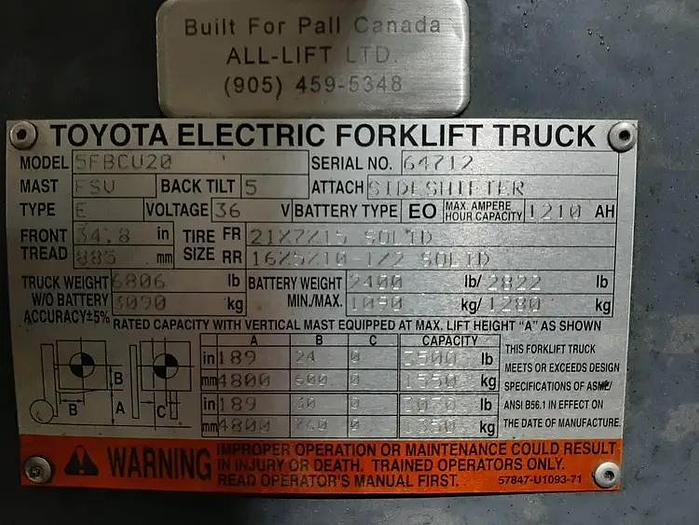 Built For Pall Canada
ALL-LIFT LTD.
(905) 459-5348
TOYOTA ELECTRIC FORKLIFT TRUCK
MODEL 5FBCU20 SERIAL NO. 64712
MAST FSV BACK TILT 5 ATTACH SIDESHIFTER
TYPE E VOLTAGE 36 V BATTERY TYPE EO MAX. AMPERE HOUR CAPACITY 1210 AH
FRONT TREAD 34.8 in 885 mm
TIRE SIZE FR 21X7X15 SOLID
RR 16X5X10-1/2 SOLID
TRUCK WEIGHT W/O BATTERY ACCURACY±5% 6806 lb 3090 kg
BATTERY WEIGHT MIN./MAX. 2400 lb/ 2822 lb
1090 kg/ 1280 kg
RATED CAPACITY WITH VERTICAL MAST EQUIPPED AT MAX. LIFT HEIGHT "A" AS SHOWN
A B C CAPACITY
in 189 24 0 3500 lb
mm 4800 600 0 kg
in 189 30 0 lb
mm 4800 760 0 1350 kg
B B A C
THIS FORKLIFT TRUCK
MEETS OR EXCEEDS DESIGN
SPECIFICATIONS OF ASME/
ANSI B56.1 IN EFFECT ON
THE DATE OF MANUFACTURE.
WARNING
IMPROPER OPERATION OR MAINTENANCE COULD RESULT
IN INJURY OR DEATH. TRAINED OPERATORS ONLY.
READ OPERATOR'S MANUAL FIRST. 57847-U1093-71